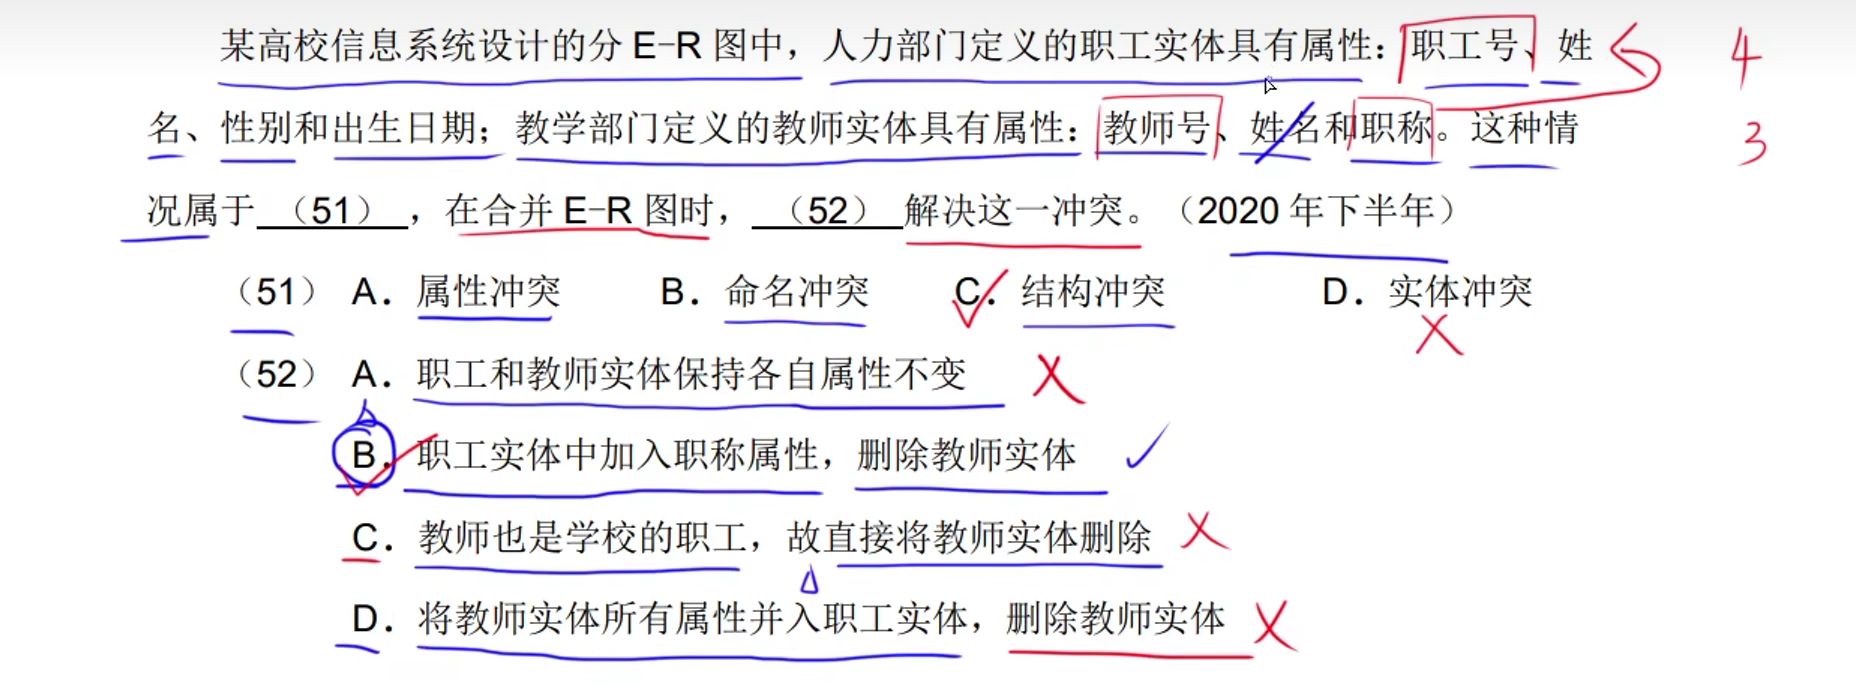 某高校信息系统设计的分 E-R 图中，人力部门定义的职工实体具有属性：职工号、姓 4
名、性别和出生日期；教学部门定义的教师实体具有属性：教师号、姓名和职称。这种情 3
况属于 （51） ，在合并 E-R 图时， （52） 解决这一冲突。（2020 年下半年）
（51） A．属性冲突 B．命名冲突 C．结构冲突 D．实体冲突
（52） A．职工和教师实体保持各自属性不变
B．职工实体中加入职称属性，删除教师实体
C．教师也是学校的职工，故直接将教师实体删除
D．将教师实体所有属性并入职工实体，删除教师实体